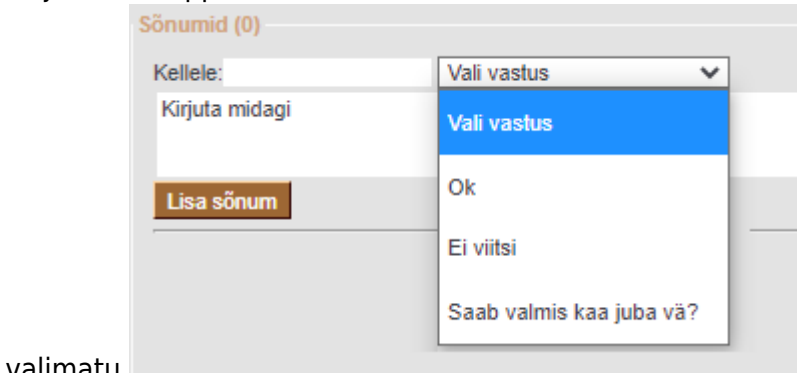 Sõnumid (0)
Kellele: Vali vastus
Kirjuta midagi
Vali vastus
Lisa sõnum
Ok
Ei viitsi
Saab valmis kaa juba vä?
valimatu